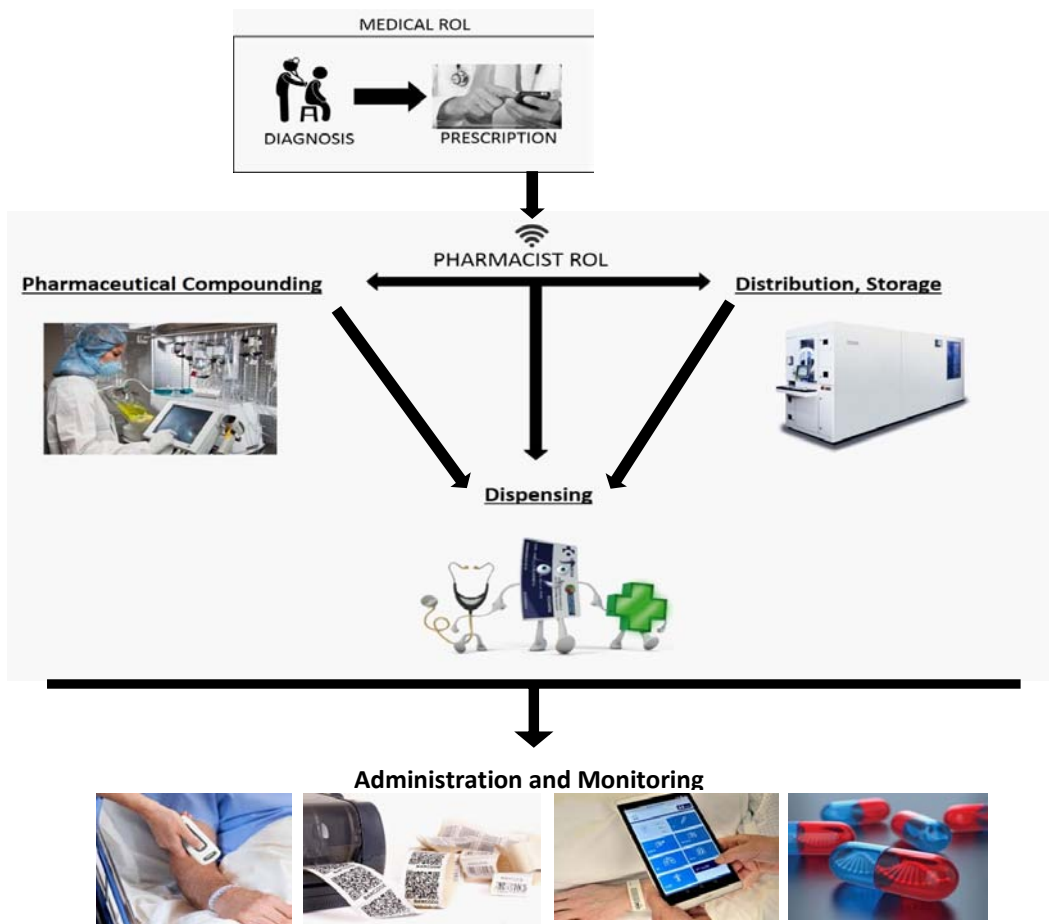 MEDICAL ROL
DIAGNOSIS
PRESCRIPTION
PHARMACIST ROL
Pharmaceutical Compounding
Distribution, Storage
Dispensing
Administration and Monitoring